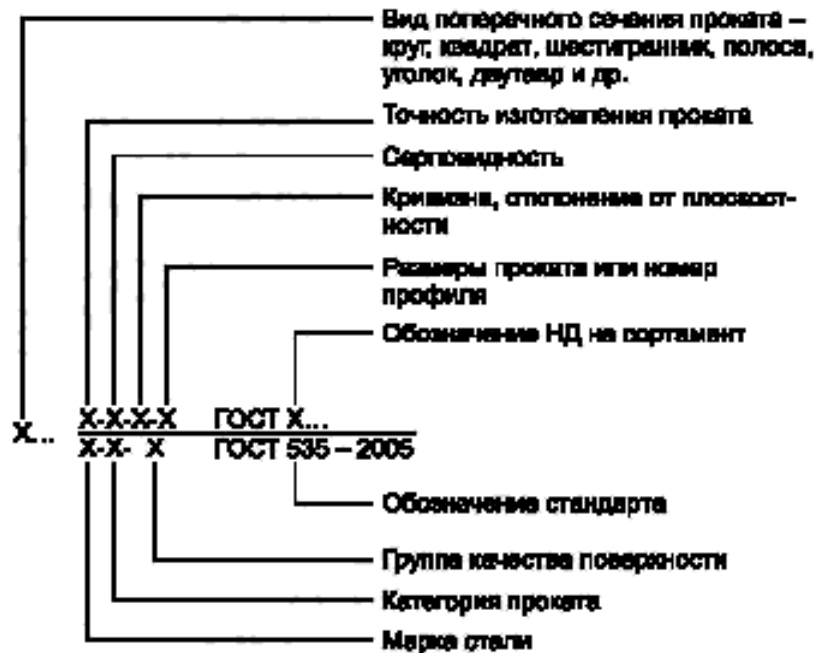 Вид поперечного сечения проката –
круг, квадрат, шестигранник, полоса,
уголок, двутавр и др.
Точность изготовления проката
Серповидность
Кривизна, отклонение от плоскост-
ности
Размеры проката или номер
профиля
Обозначение НД на сортамент
Х... Х-Х-Х-Х ГОСТ Х...
Х-Х- Х ГОСТ 535 – 2005
Обозначение стандарта
Группа качества поверхности
Категория проката
Марка стали